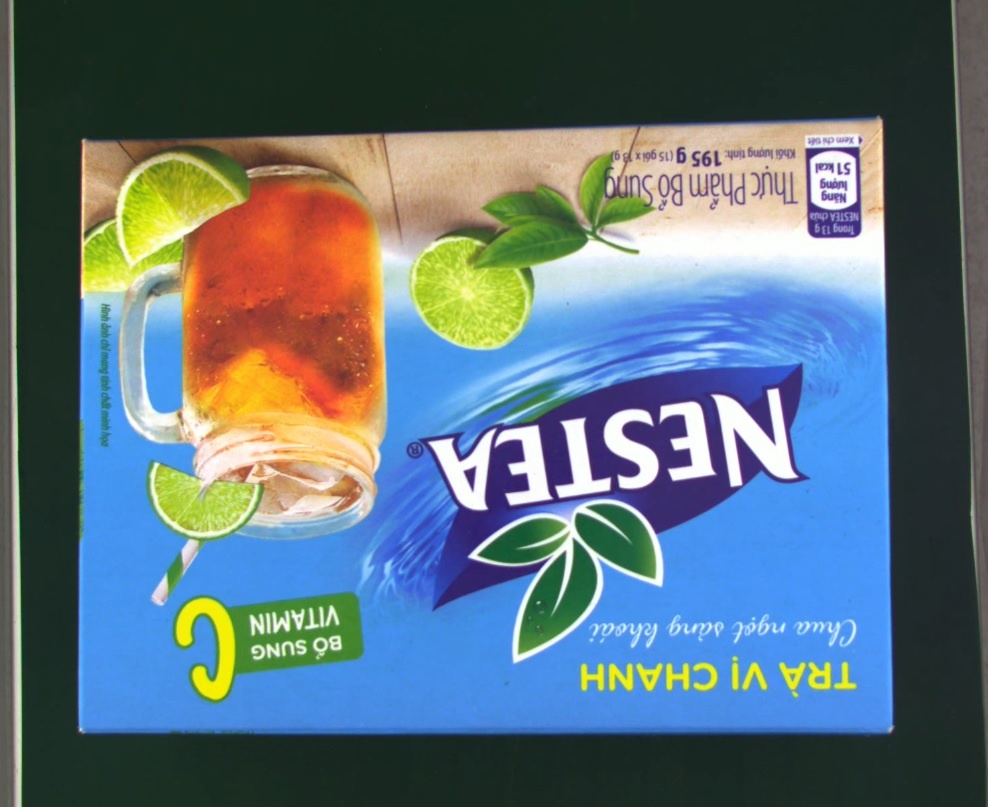 TRÀ VỊ CHANH
Chua ngọt sảng khoái
NESTEA®
BỔ SUNG
VITAMIN
C
Hình ảnh chỉ mang tính chất minh họa
Trong 13 g
NESTEA chứa
Năng
lượng
51 kcal
Xem chi tiết
Thực Phẩm Bổ Sung
Khối lượng tịnh: 195 g (15 gói x 13 g)